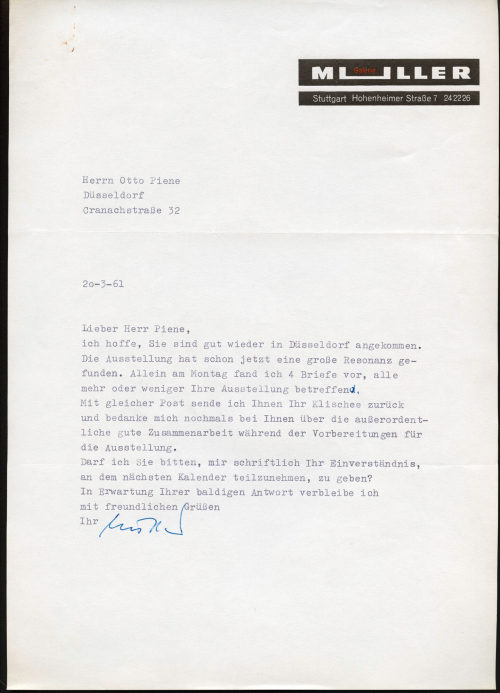 Galerie
MÜLLER
Stuttgart Hohenheimer Straße 7 242226
Herrn Otto Piene
Düsseldorf
Cranachstraße 32
2o-3-61
Lieber Herr Piene,
ich hoffe, Sie sind gut wieder in Düsseldorf angekommen.
Die Ausstellung hat schon jetzt eine große Resonanz ge-
funden. Allein am Montag fand ich 4 Briefe vor, alle
mehr oder weniger Ihre Ausstellung betreffend.
Mit gleicher Post sende ich Ihnen Ihr Klischee zurück
und bedanke mich nochmals bei Ihnen über die außerordent-
liche gute Zusammenarbeit während der Vorbereitungen für
die Ausstellung.
Darf ich Sie bitten, mir schriftlich Ihr Einverständnis,
an dem nächsten Kalender teilzunehmen, zu geben?
In Erwartung Ihrer baldigen Antwort verbleibe ich
mit freundlichen Grüßen
Ihr